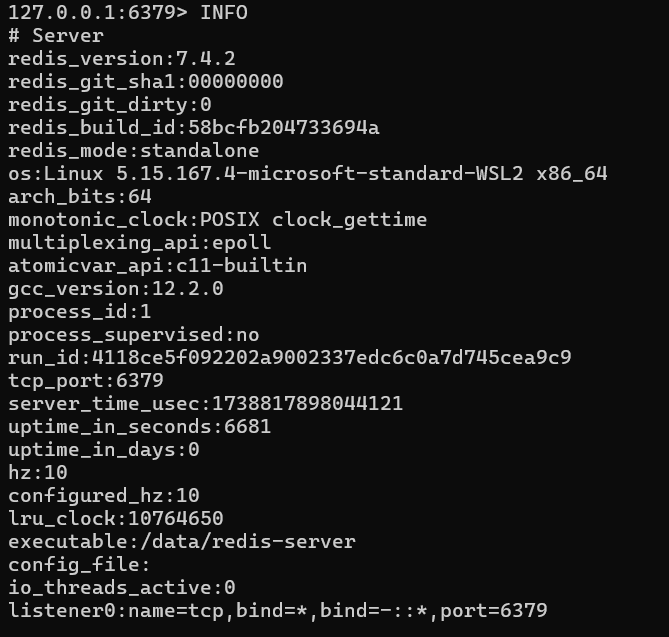 127.0.0.1:6379> INFO
# Server
redis_version:7.4.2
redis_git_sha1:00000000
redis_git_dirty:0
redis_build_id:58bcfb204733694a
redis_mode:standalone
os:Linux 5.15.167.4-microsoft-standard-WSL2 x86_64
arch_bits:64
monotonic_clock:POSIX clock_gettime
multiplexing_api:epoll
atomicvar_api:c11-builtin
gcc_version:12.2.0
process_id:1
process_supervised:no
run_id:4118ce5f092202a9002337edc6c0a7d745cea9c9
tcp_port:6379
server_time_usec:1738817898044121
uptime_in_seconds:6681
uptime_in_days:0
hz:10
configured_hz:10
lru_clock:10764650
executable:/data/redis-server
config_file:
io_threads_active:0
listener0:name=tcp,bind=*,bind=-::*,port=6379